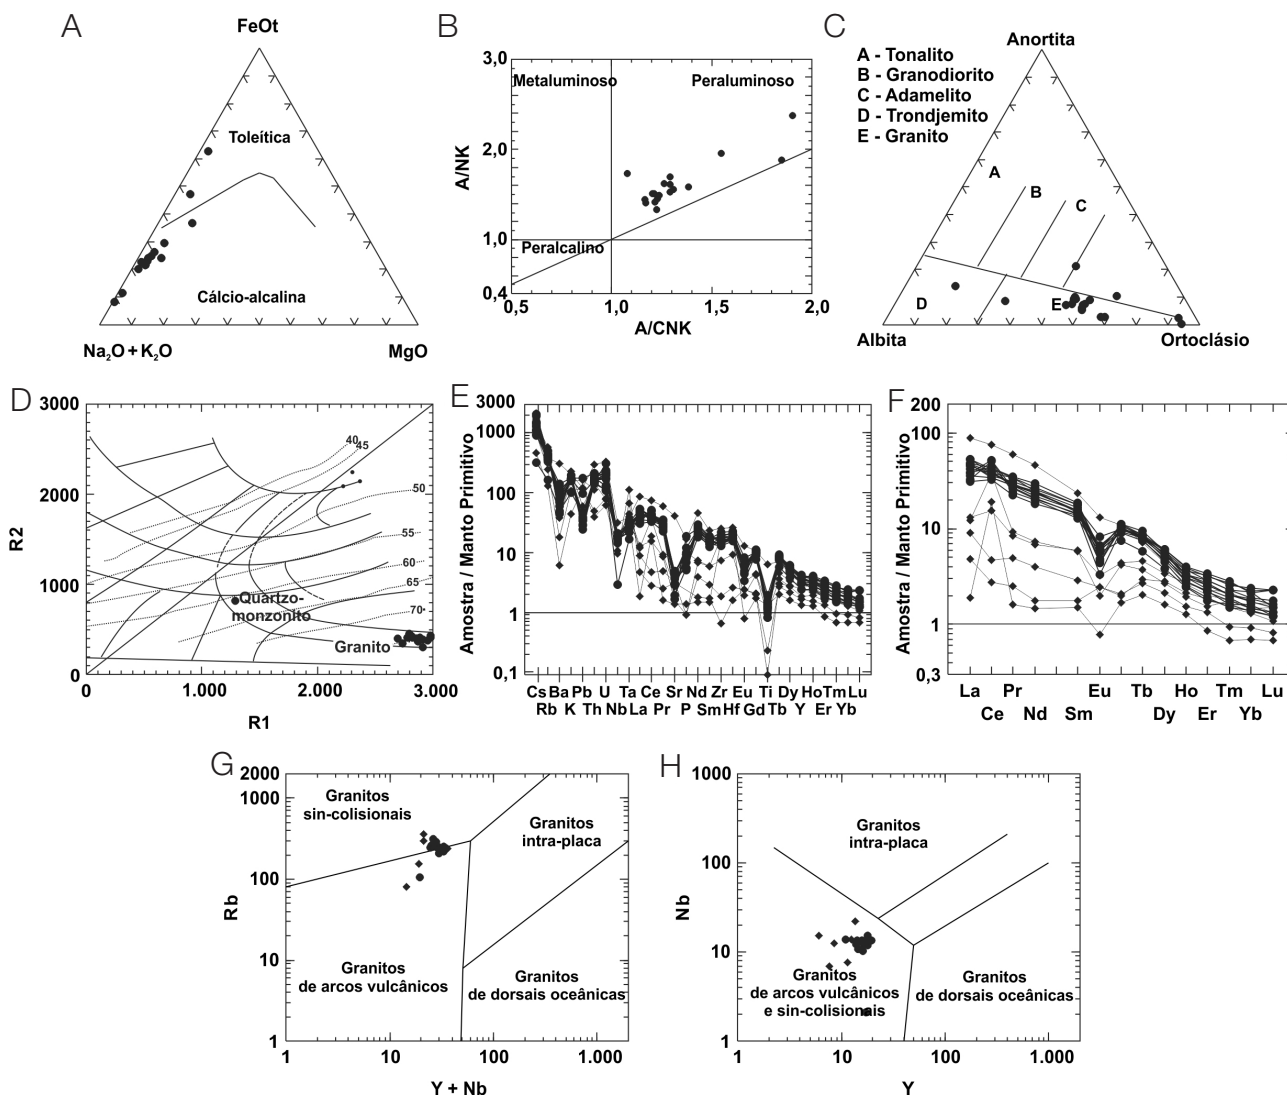 A
FeOt
Toleítica
Cálcio-alcalina
Na2O + K2O
MgO
B
3,0
2,0
1,0
0,4
A/NK
Metaluminoso
Peraluminoso
Peralcalino
0,5
1,0
1,5
2,0
A/CNK
C
Anortita
A - Tonalito
B - Granodiorito
C - Adamelito
D - Trondjemito
E - Granito
A
B
C
D
E
Albita
Ortoclásio
D
3000
2000
1000
0
R2
40
45
50
55
60
65
70
Quartzo-
monzonito
Granito
0
1.000
2.000
3.000
R1
E
3000
1000
100
10
1
0,1
Amostra / Manto Primitivo
Cs Ba Pb U Ta Ce Sr Nd Zr Eu Ti Dy Ho Tm Lu
Rb K Th Nb La Pr P Sm Hf Gd Tb Y Er Yb
F
200
100
10
1
0,3
Amostra / Manto Primitivo
La Pr Eu Tb Ho Tm Lu
Ce Nd Sm Dy Er Yb
G
2000
1000
100
10
1
Rb
Granitos
sin-colisionais
Granitos
intra-placa
Granitos
de arcos vulcânicos
Granitos
de dorsais oceânicas
1
10
100
1.000
Y + Nb
H
1000
100
10
1
Nb
Granitos
intra-placa
Granitos
de arcos vulcânicos
e sin-colisionais
Granitos
de dorsais oceânicas
1
10
100
1.000
Y